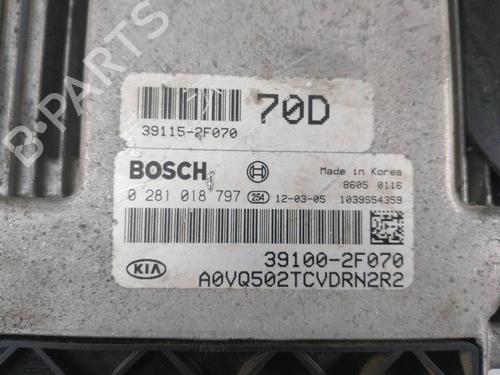 70D
39115-2F070
BOSCH Made in Korea
8605 0116
0 281 018 797 254 12-03-05 1039S54359
39100-2F070
KIA A0VQ502TCVDRN2R2
B-PARTS